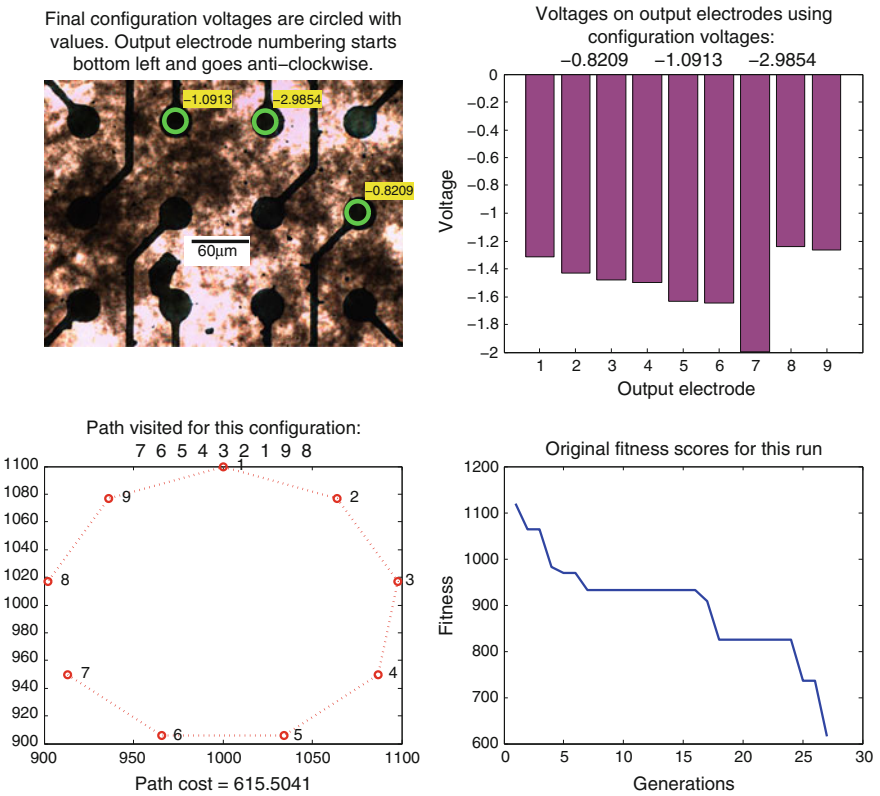 Final configuration voltages are circled with
values. Output electrode numbering starts
bottom left and goes anti−clockwise.
−1.0913
−2.9854
−0.8209
60μm
Voltages on output electrodes using
configuration voltages:
−0.8209 −1.0913 −2.9854
0
−0.2
−0.4
−0.6
−0.8
−1
−1.2
−1.4
−1.6
−1.8
−2
Voltage
1 2 3 4 5 6 7 8 9
Output electrode
Path visited for this configuration:
7 6 5 4 3 2 1 9 8
1100
1080
1060
1040
1020
1000
980
960
940
920
900
1
2
3
4
5
6
7
8
9
900 950 1000 1050 1100
Path cost = 615.5041
Original fitness scores for this run
1200
1100
1000
900
800
700
600
Fitness
0 5 10 15 20 25 30
Generations